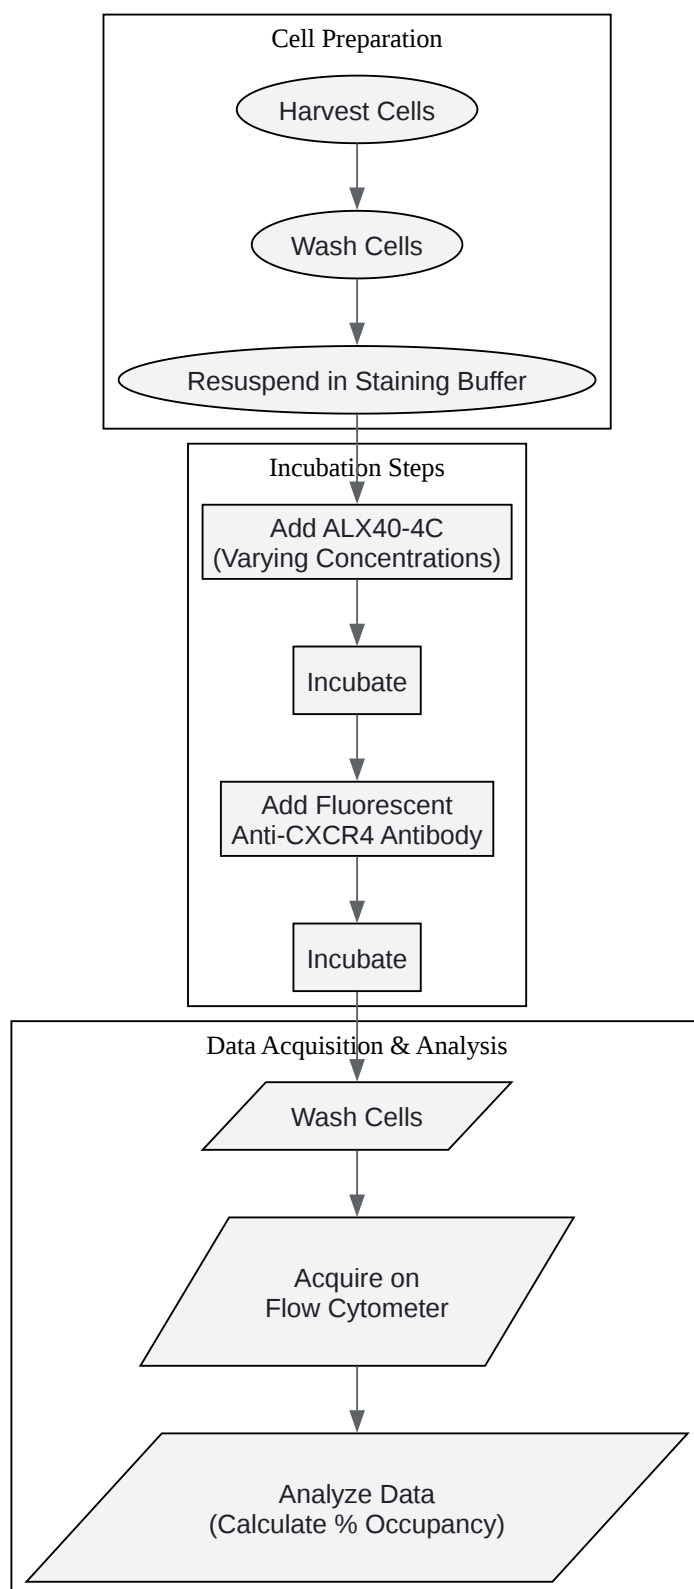 Cell Preparation
Harvest Cells
Wash Cells
Resuspend in Staining Buffer
Incubation Steps
Add ALX40-4C
(Varying Concentrations)
Incubate
Add Fluorescent
Anti-CXCR4 Antibody
Incubate
Data Acquisition & Analysis
Wash Cells
Acquire on
Flow Cytometer
Analyze Data
(Calculate % Occupancy)